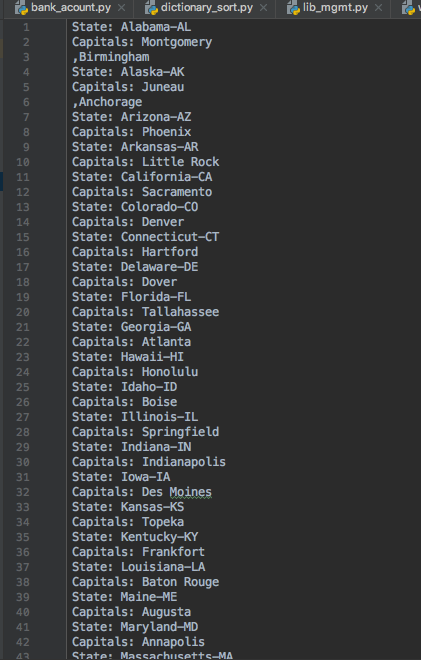 bank_acount.py × dictionary_sort.py × lib_mgmt.py ×
1 State: Alabama-AL
2 Capitals: Montgomery
3 ,Birmingham
4 State: Alaska-AK
5 Capitals: Juneau
6 ,Anchorage
7 State: Arizona-AZ
8 Capitals: Phoenix
9 State: Arkansas-AR
10 Capitals: Little Rock
11 State: California-CA
12 Capitals: Sacramento
13 State: Colorado-CO
14 Capitals: Denver
15 State: Connecticut-CT
16 Capitals: Hartford
17 State: Delaware-DE
18 Capitals: Dover
19 State: Florida-FL
20 Capitals: Tallahassee
21 State: Georgia-GA
22 Capitals: Atlanta
23 State: Hawaii-HI
24 Capitals: Honolulu
25 State: Idaho-ID
26 Capitals: Boise
27 State: Illinois-IL
28 Capitals: Springfield
29 State: Indiana-IN
30 Capitals: Indianapolis
31 State: Iowa-IA
32 Capitals: Des Moines
33 State: Kansas-KS
34 Capitals: Topeka
35 State: Kentucky-KY
36 Capitals: Frankfort
37 State: Louisiana-LA
38 Capitals: Baton Rouge
39 State: Maine-ME
40 Capitals: Augusta
41 State: Maryland-MD
42 Capitals: Annapolis
43 State: Massachusetts-MA